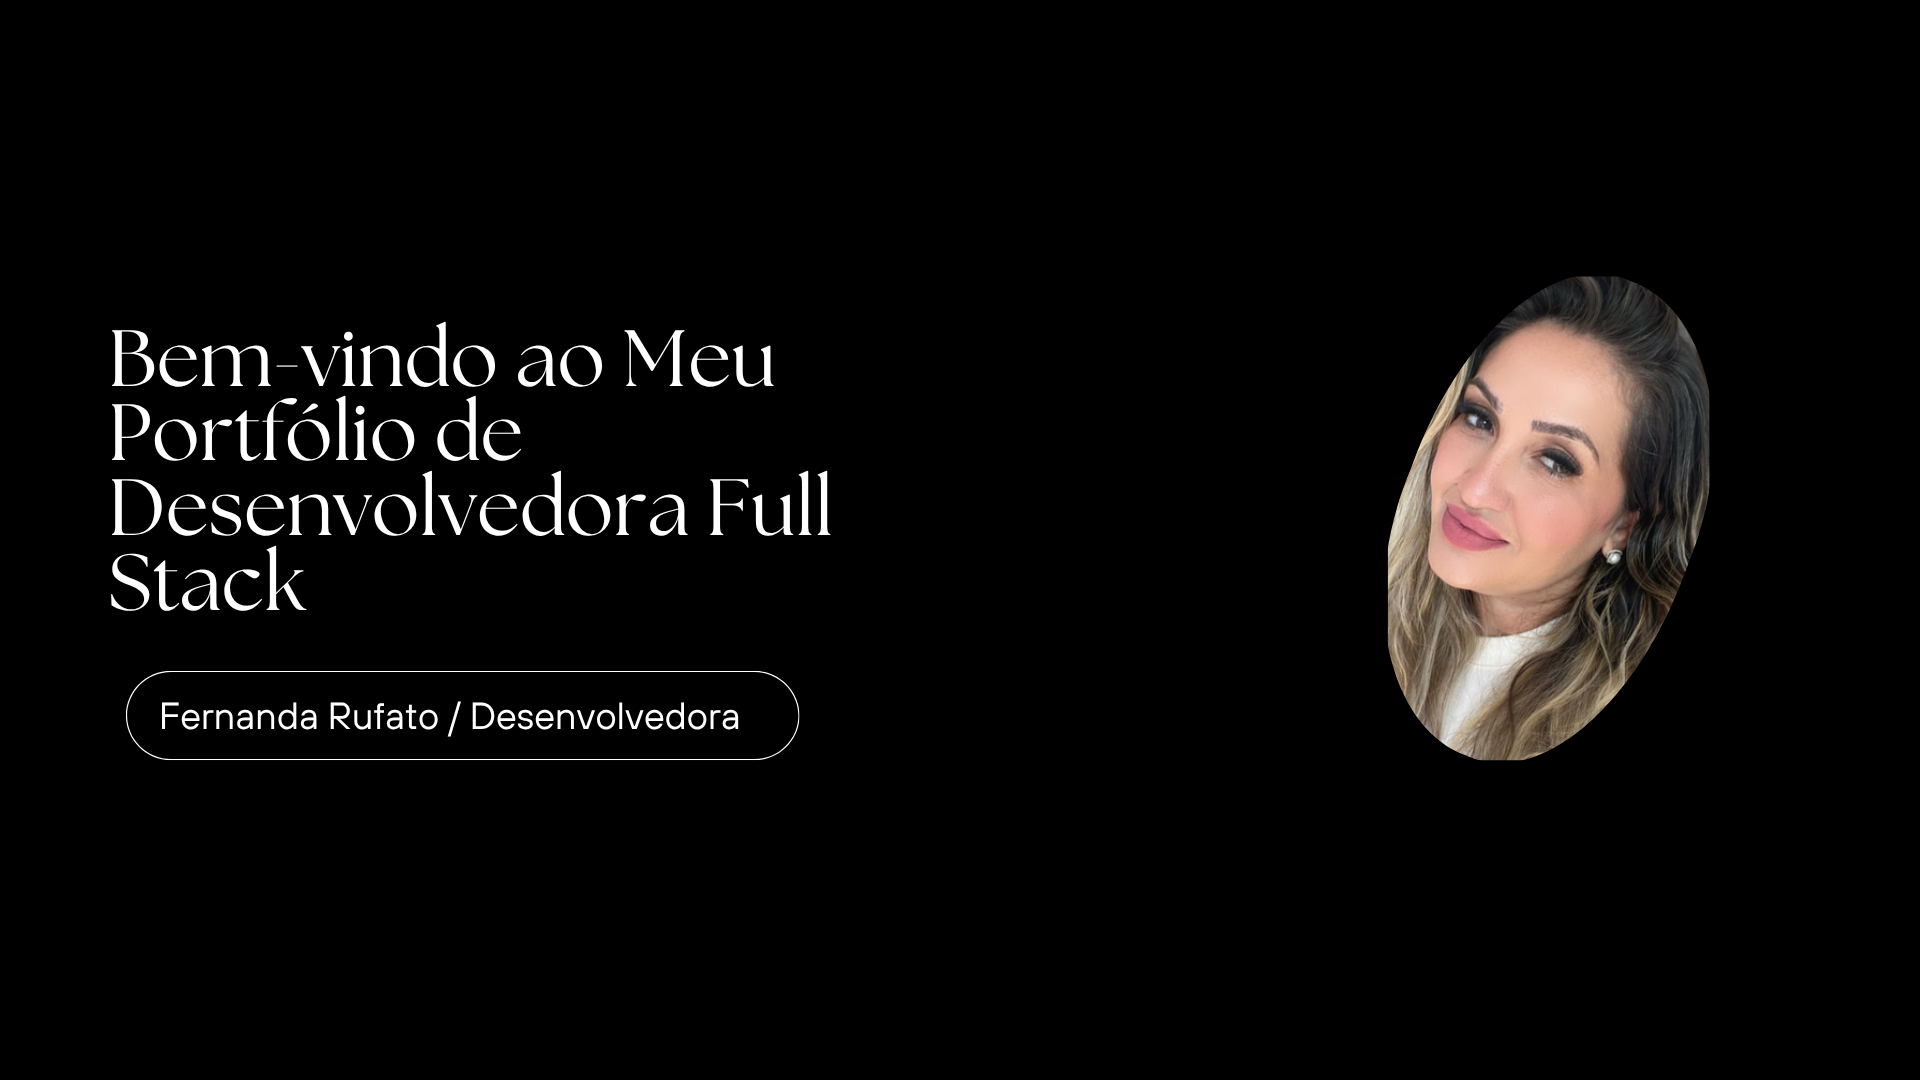 Bem-vindo ao Meu
Portfólio de
Desenvolvedora Full
Stack
Fernanda Rufato / Desenvolvedora